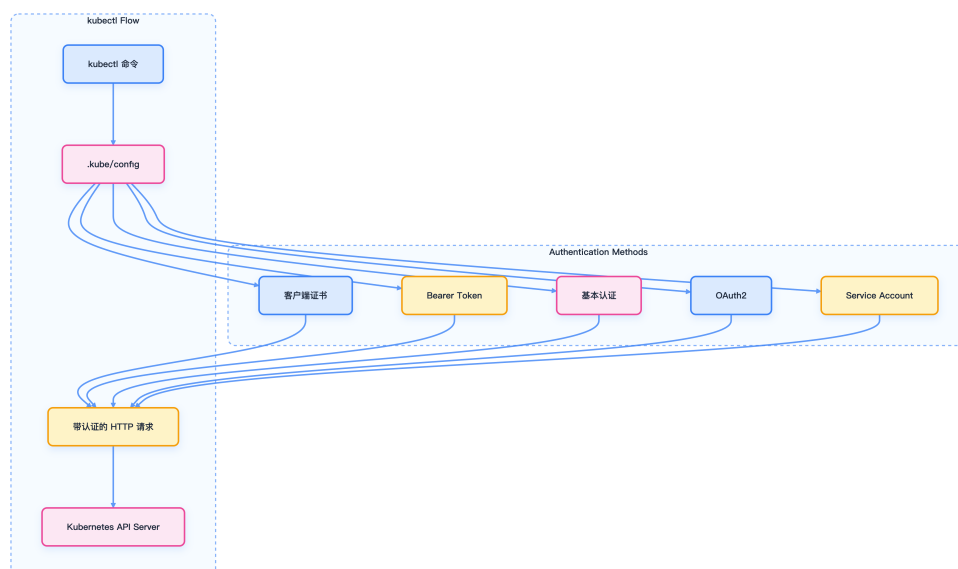 kubectl Flow
kubectl 命令
.kube/config
Authentication Methods
客户端证书
Bearer Token
基本认证
OAuth2
Service Account
带认证的 HTTP 请求
Kubernetes API Server